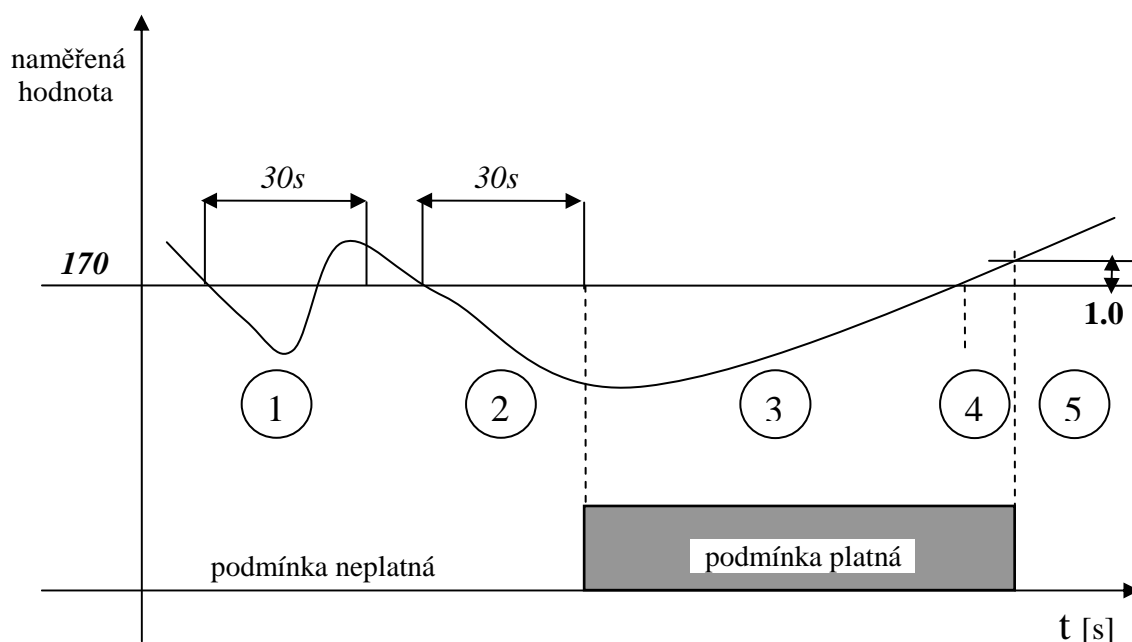 naměřená
hodnota
30s
30s
170
1.0
1
2
3
4
5
podmínka neplatná
podmínka platná
t [s]